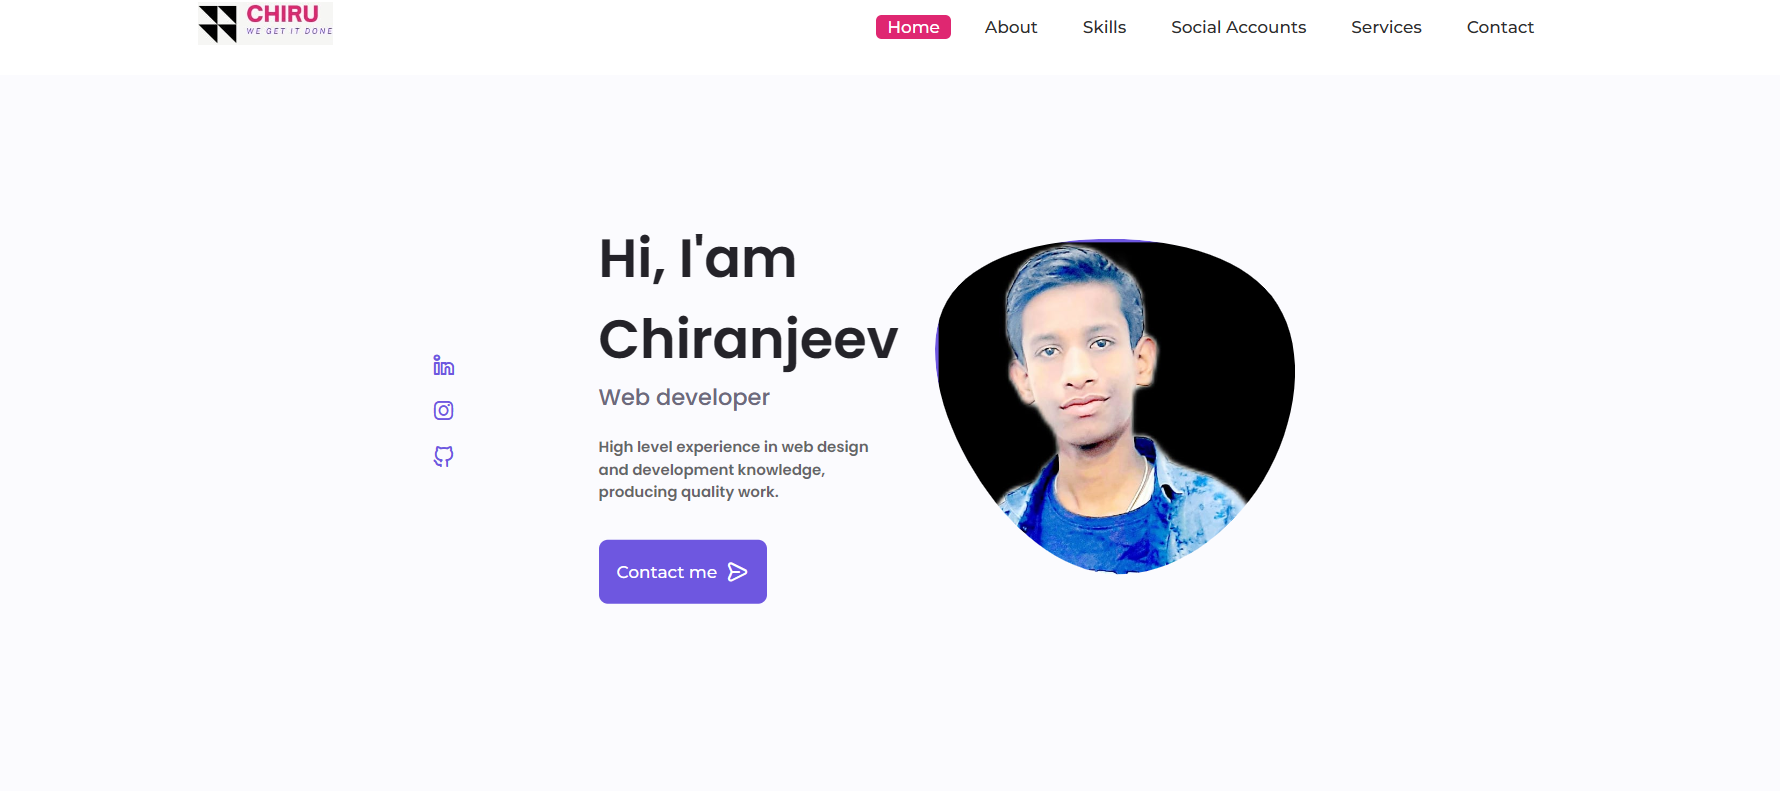 CHIRU
WE GET IT DONE
Home About Skills Social Accounts Services Contact
Hi, I'am
Chiranjeev
Web developer
High level experience in web design
and development knowledge,
producing quality work.
Contact me